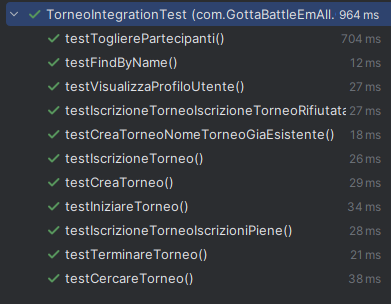 TorneoIntegrationTest (com.GottaBattleEmAll. 964 ms
testToglierePartecipanti() 704 ms
testFindByName() 12 ms
testVisualizzaProfiloUtente() 27 ms
testIscrizioneTorneoIscrizioneTorneoRifiutata 27 ms
testCreaTorneoNomeTorneoGiaEsistente() 18 ms
testIscrizioneTorneo() 26 ms
testCreaTorneo() 29 ms
testIniziareTorneo() 34 ms
testIscrizioneTorneoIscrizioniPiene() 28 ms
testTerminareTorneo() 21 ms
testCercareTorneo() 38 ms